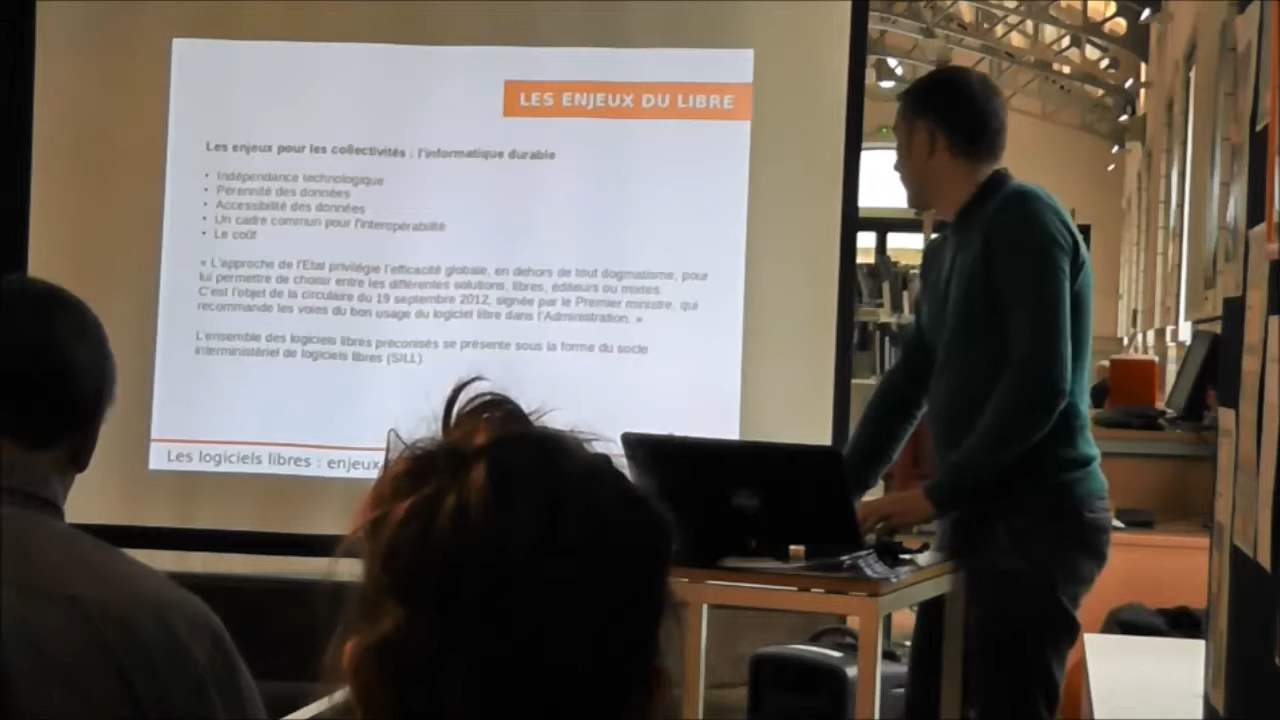 LES ENJEUX DU LIBRE
Les enjeux pour les collectivités : l'informatique durable
• Indépendance technologique
• Pérennité des données
• Accessibilité des données
• Un cadre commun pour l'interopérabilité
• Le coût
« L'approche de l'Etat privilégie l'efficacité globale, en dehors de tout dogmatisme, pour
lui permettre de choisir entre les différentes solutions, libres, éditeurs ou mixtes.
C'est l'objet de la circulaire du 19 septembre 2012, signée par le Premier ministre, qui
recommande les voies du bon usage du logiciel libre dans l'Administration. »
L'ensemble des logiciels libres préconisés se présente sous la forme du socle
interministériel de logiciels libres (SILL)
Les logiciels libres : enjeux